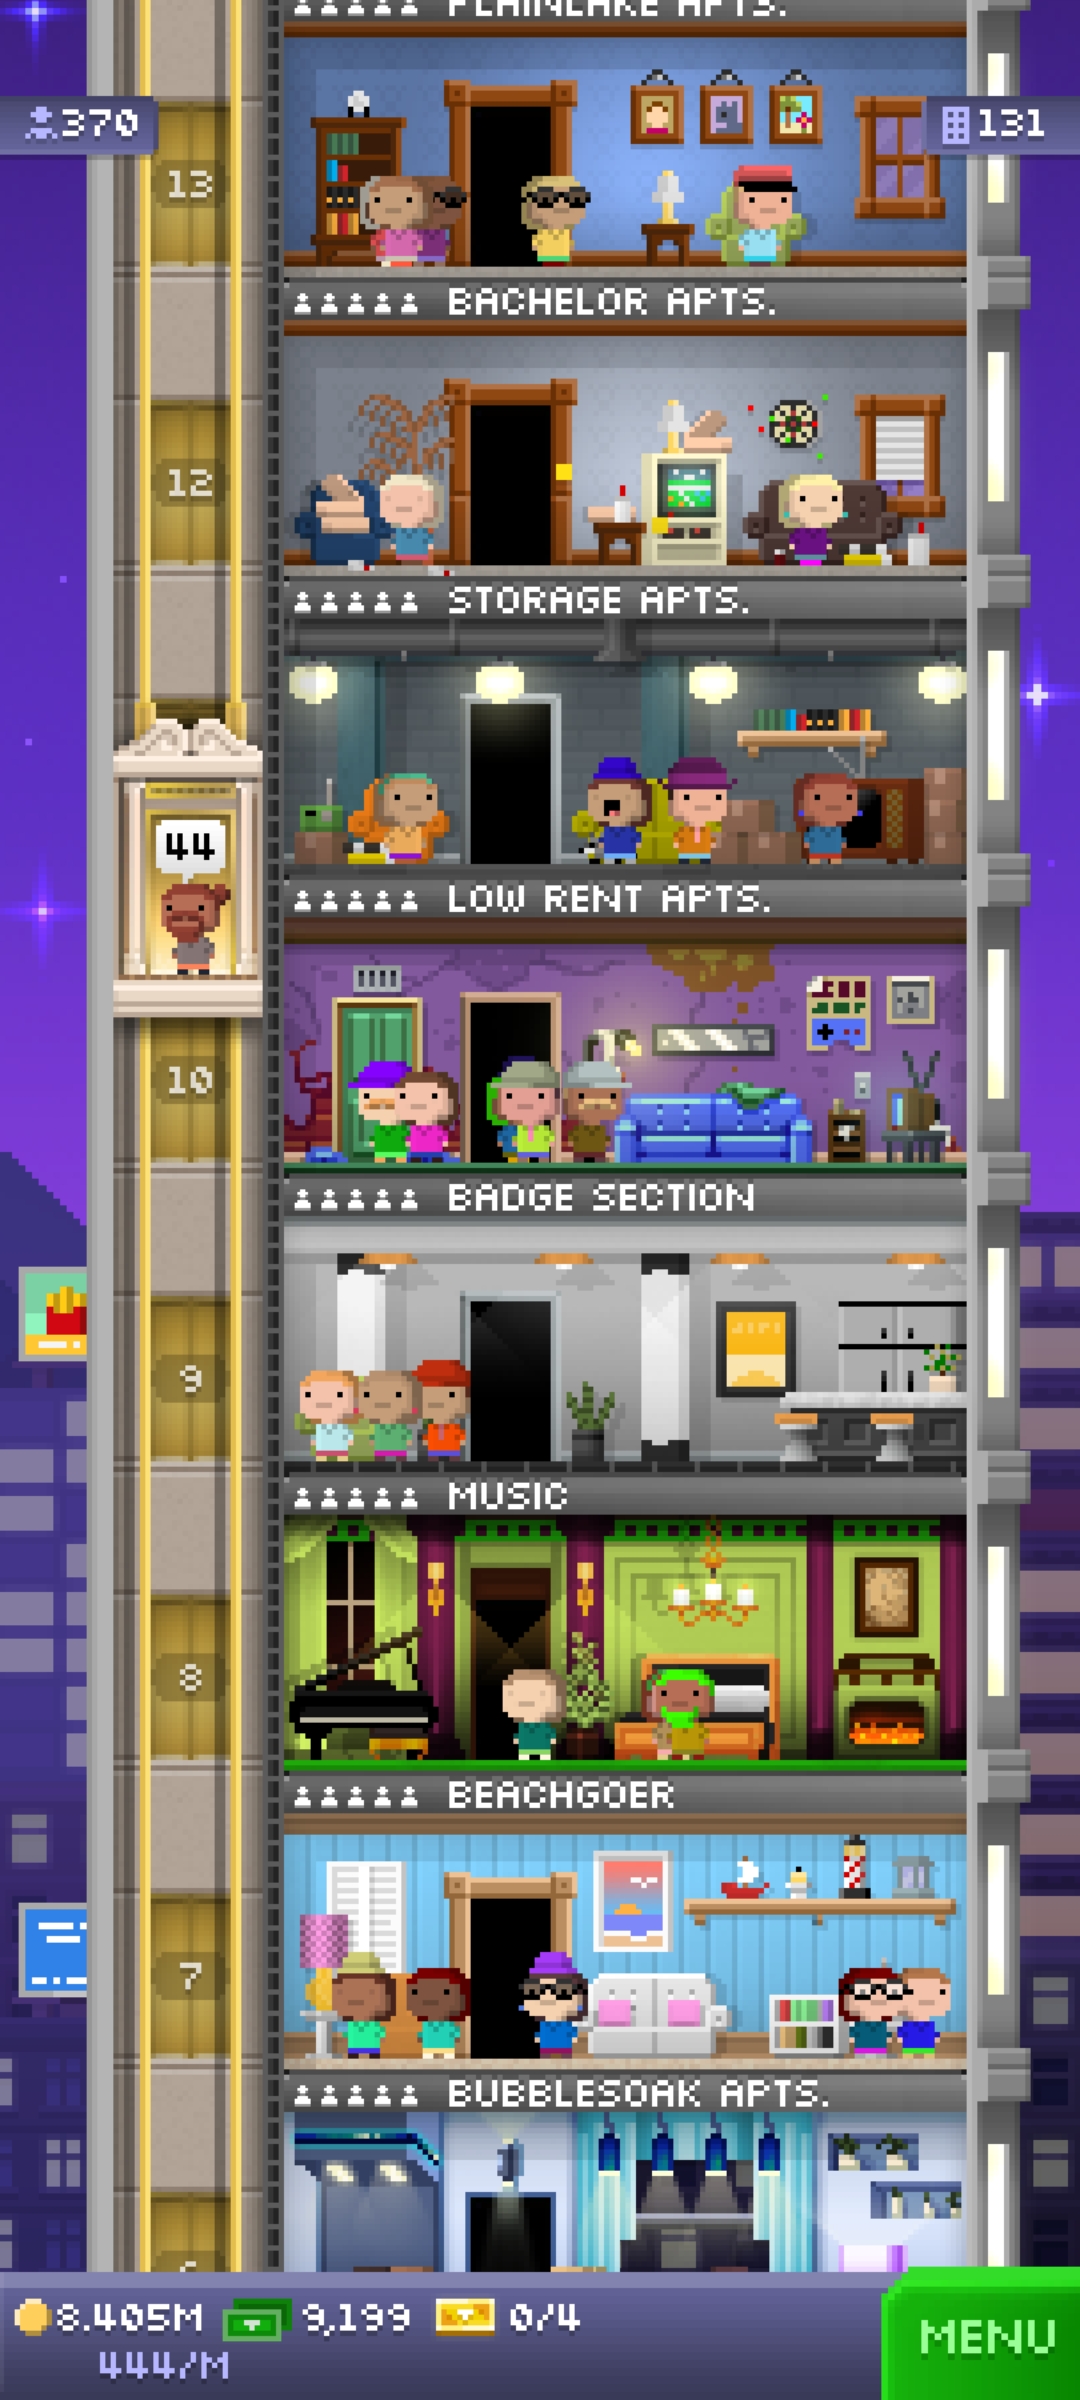 PLAINLAKE APTS.
370
131
13
BACHELOR APTS.
12
STORAGE APTS.
44
LOW RENT APTS.
10
BADGE SECTION
9
MUSIC
8
BEACHGOER
7
BUBBLESOAK APTS.
8.405M 9,199 0/4
444/M
MENU